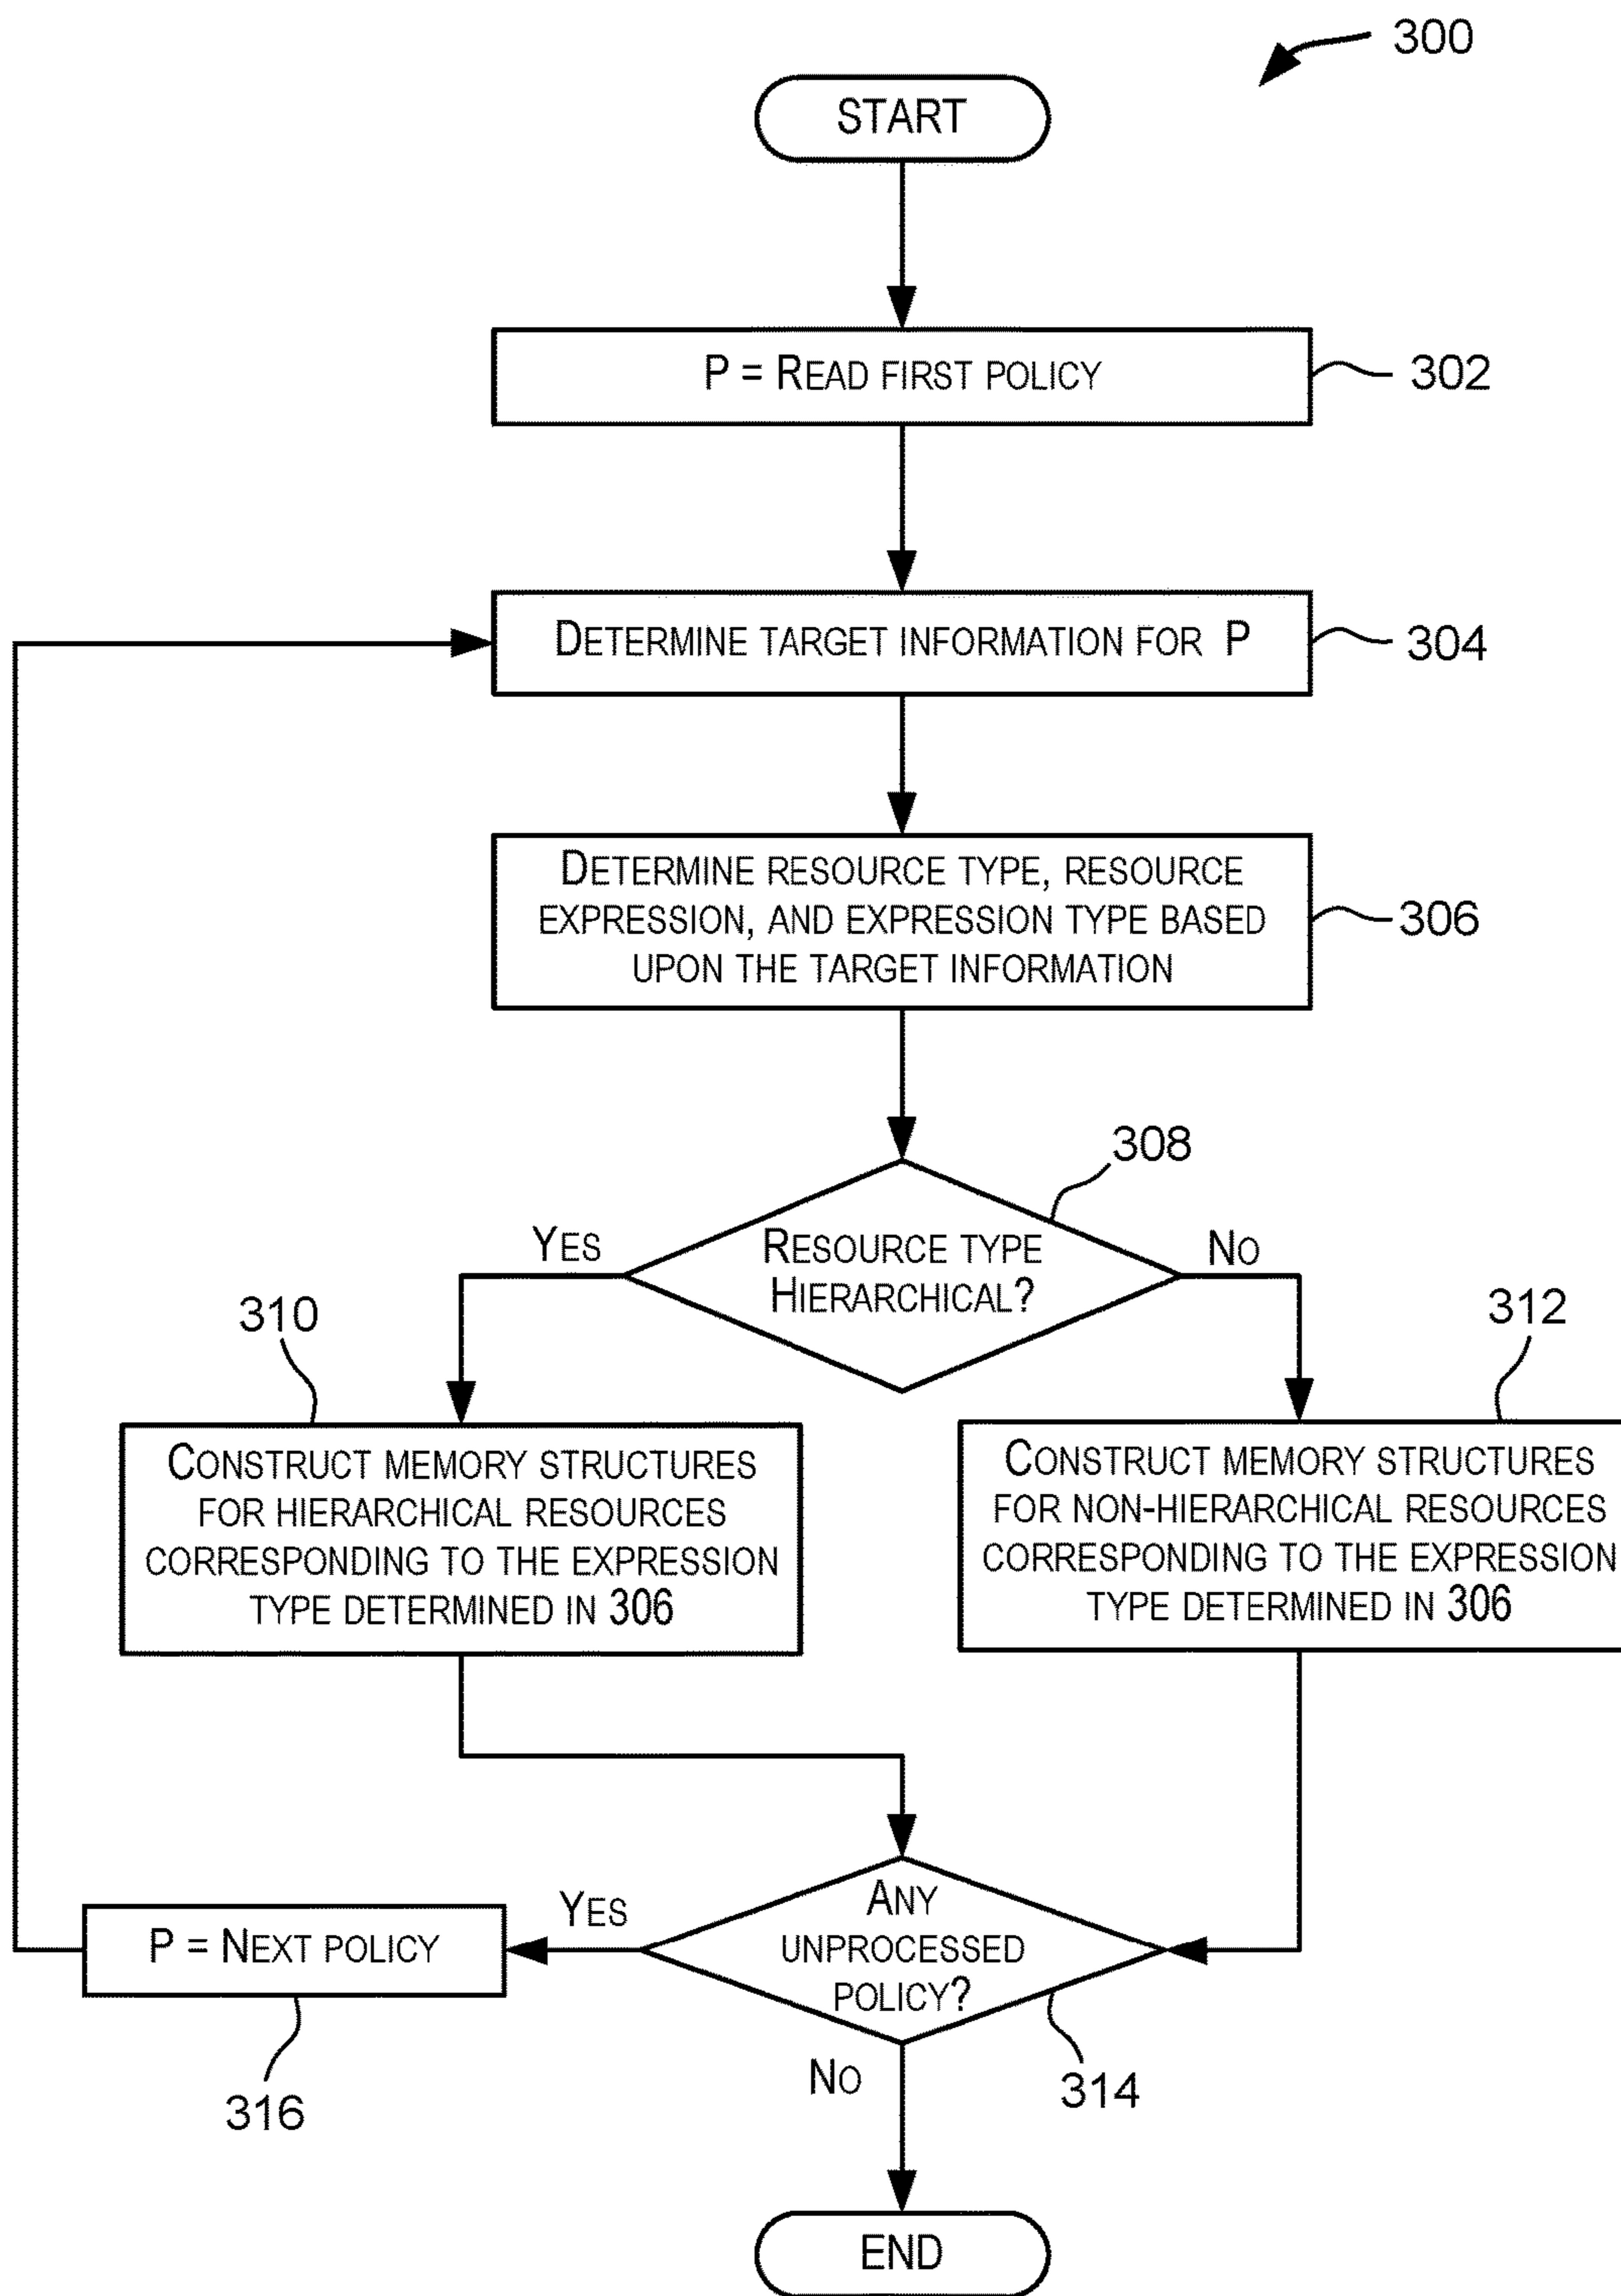 300
START
P = READ FIRST POLICY
302
DETERMINE TARGET INFORMATION FOR P
304
DETERMINE RESOURCE TYPE, RESOURCE
EXPRESSION, AND EXPRESSION TYPE BASED
UPON THE TARGET INFORMATION
306
308
YES
RESOURCE TYPE
HIERARCHICAL?
NO
310
312
CONSTRUCT MEMORY STRUCTURES
FOR HIERARCHICAL RESOURCES
CORRESPONDING TO THE EXPRESSION
TYPE DETERMINED IN 306
CONSTRUCT MEMORY STRUCTURES
FOR NON-HIERARCHICAL RESOURCES
CORRESPONDING TO THE EXPRESSION
TYPE DETERMINED IN 306
P = NEXT POLICY
YES
ANY
UNPROCESSED
POLICY?
316
NO
314
END